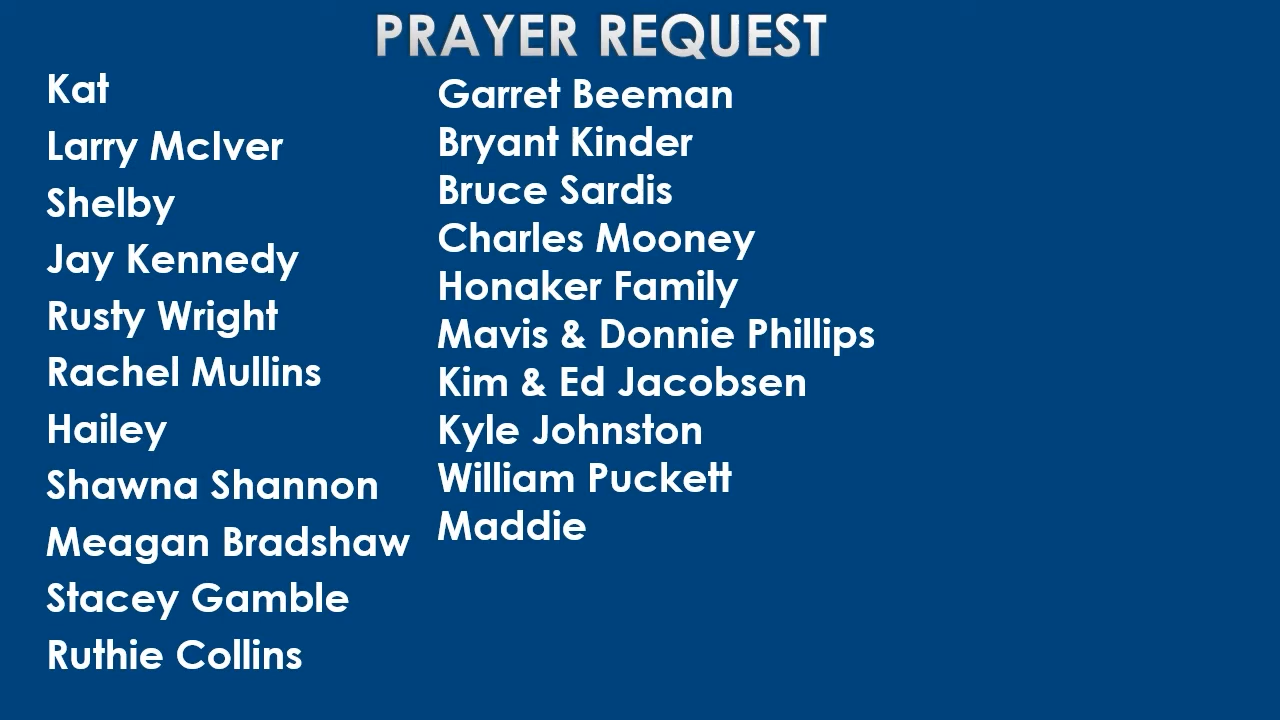 PRAYER REQUEST
Kat
Larry McIver
Shelby
Jay Kennedy
Rusty Wright
Rachel Mullins
Hailey
Shawna Shannon
Meagan Bradshaw
Stacey Gamble
Ruthie Collins
Garret Beeman
Bryant Kinder
Bruce Sardis
Charles Mooney
Honaker Family
Mavis & Donnie Phillips
Kim & Ed Jacobsen
Kyle Johnston
William Puckett
Maddie